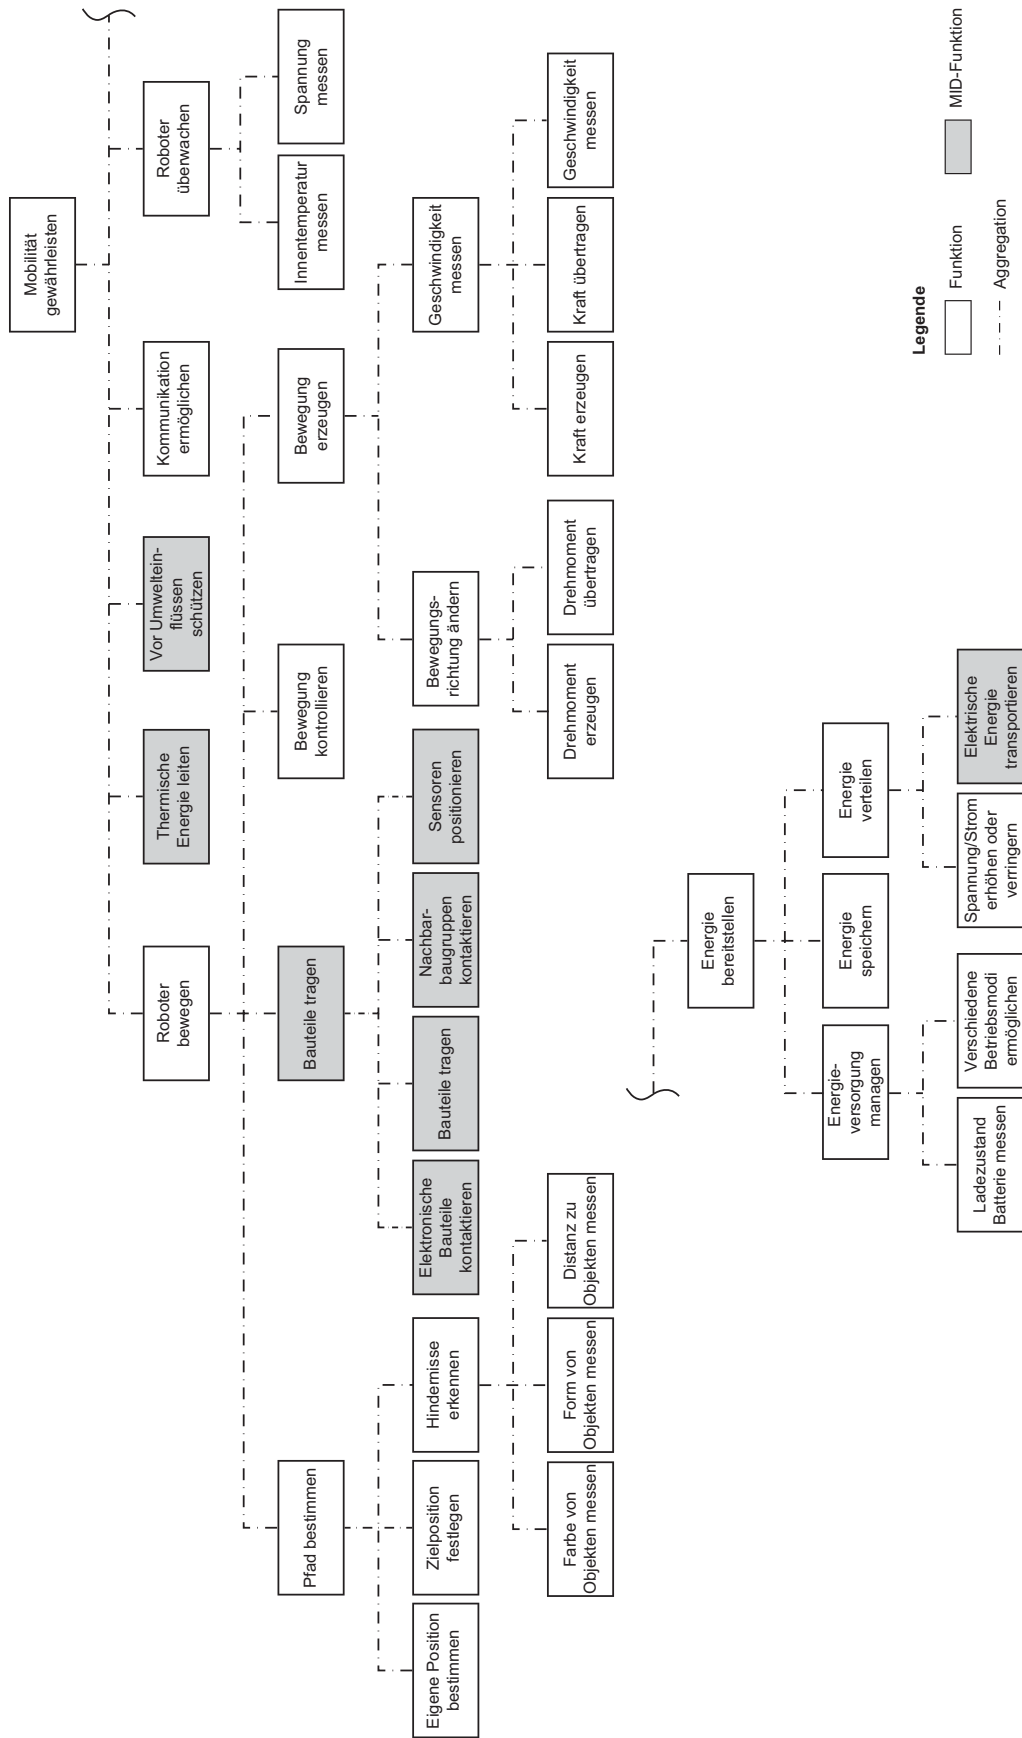 Mobilität
gewährleisten
Roboter
bewegen
Thermische
Energie leiten
Vor Umweltein-
flüssen
schützen
Kommunikation
ermöglichen
Roboter
überwachen
Pfad bestimmen
Bauteile tragen
Bewegung
kontrollieren
Bewegung
erzeugen
Innentemperatur
messen
Spannung
messen
Eigene Position
bestimmen
Zielposition
festlegen
Hindernisse
erkennen
Elektronische
Bauteile
kontaktieren
Bauteile tragen
Nachbar-
baugruppen
kontaktieren
Sensoren
positionieren
Bewegungs-
richtung ändern
Geschwindigkeit
messen
Farbe von
Objekten messen
Form von
Objekten messen
Distanz zu
Objekten messen
Drehmoment
erzeugen
Drehmoment
übertragen
Kraft erzeugen
Kraft übertragen
Geschwindigkeit
messen
Energie
bereitstellen
Energie-
versorgung
managen
Energie
speichern
Energie
verteilen
Ladezustand
Batterie messen
Verschiedene
Betriebsmodi
ermöglichen
Spannung/Strom
erhöhen oder
verringern
Elektrische
Energie
transportieren
Legende
Funktion
MID-Funktion
Aggregation